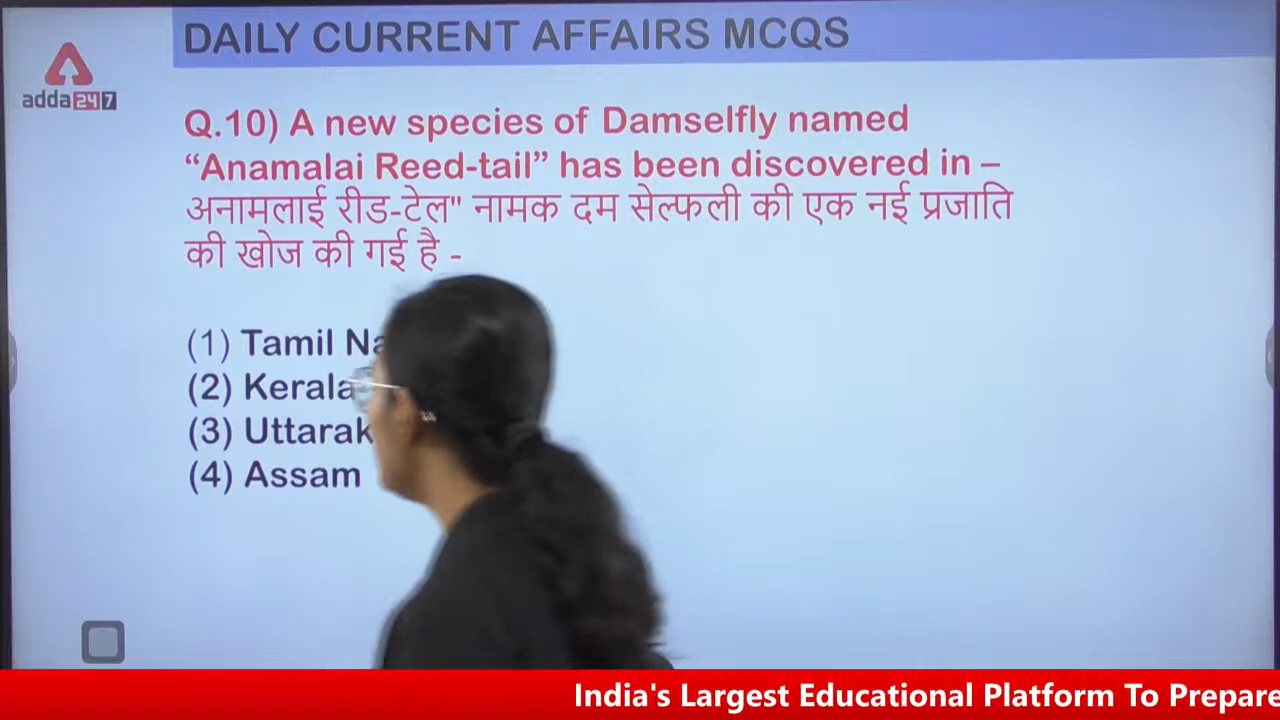 DAILY CURRENT AFFAIRS MCQS
adda247
Q.10) A new species of Damselfly named
“Anamalai Reed-tail” has been discovered in –
अनामलाई रीड-टेल" नामक दम सेल्फली की एक नई प्रजाति
की खोज की गई है -
(1) Tamil
(2) Kerala
(3)
(4) Assam
India's Largest Educational Platform To Prepare